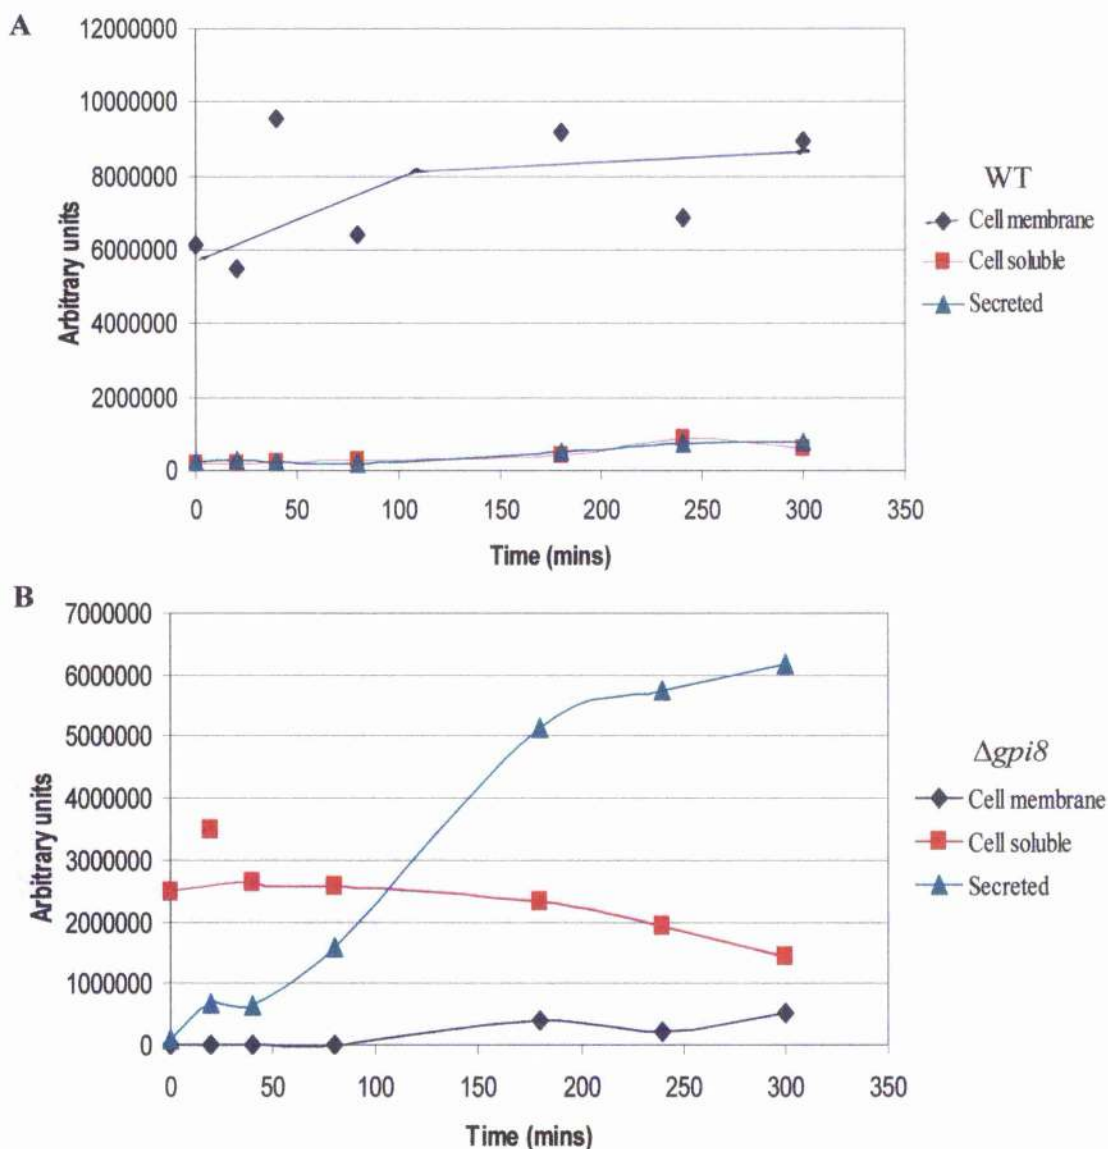 A
12000000
10000000
8000000
6000000
4000000
2000000
0
Arbitrary units
0 50 100 150 200 250 300 350
Time (mins)
WT
Cell membrane
Cell soluble
Secreted
B
7000000
6000000
5000000
4000000
3000000
2000000
1000000
0
Arbitrary units
0 50 100 150 200 250 300 350
Time (mins)
Δgpi8
Cell membrane
Cell soluble
Secreted